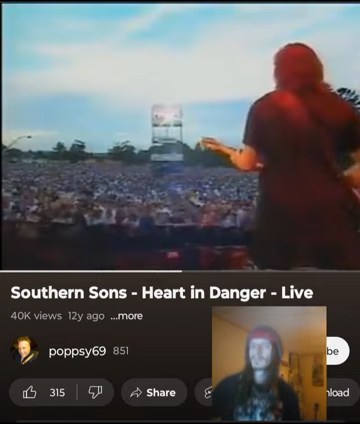 Southern Sons - Heart in Danger - Live
40K views 12y ago ...more
poppsy69 851
be
315 Share nload